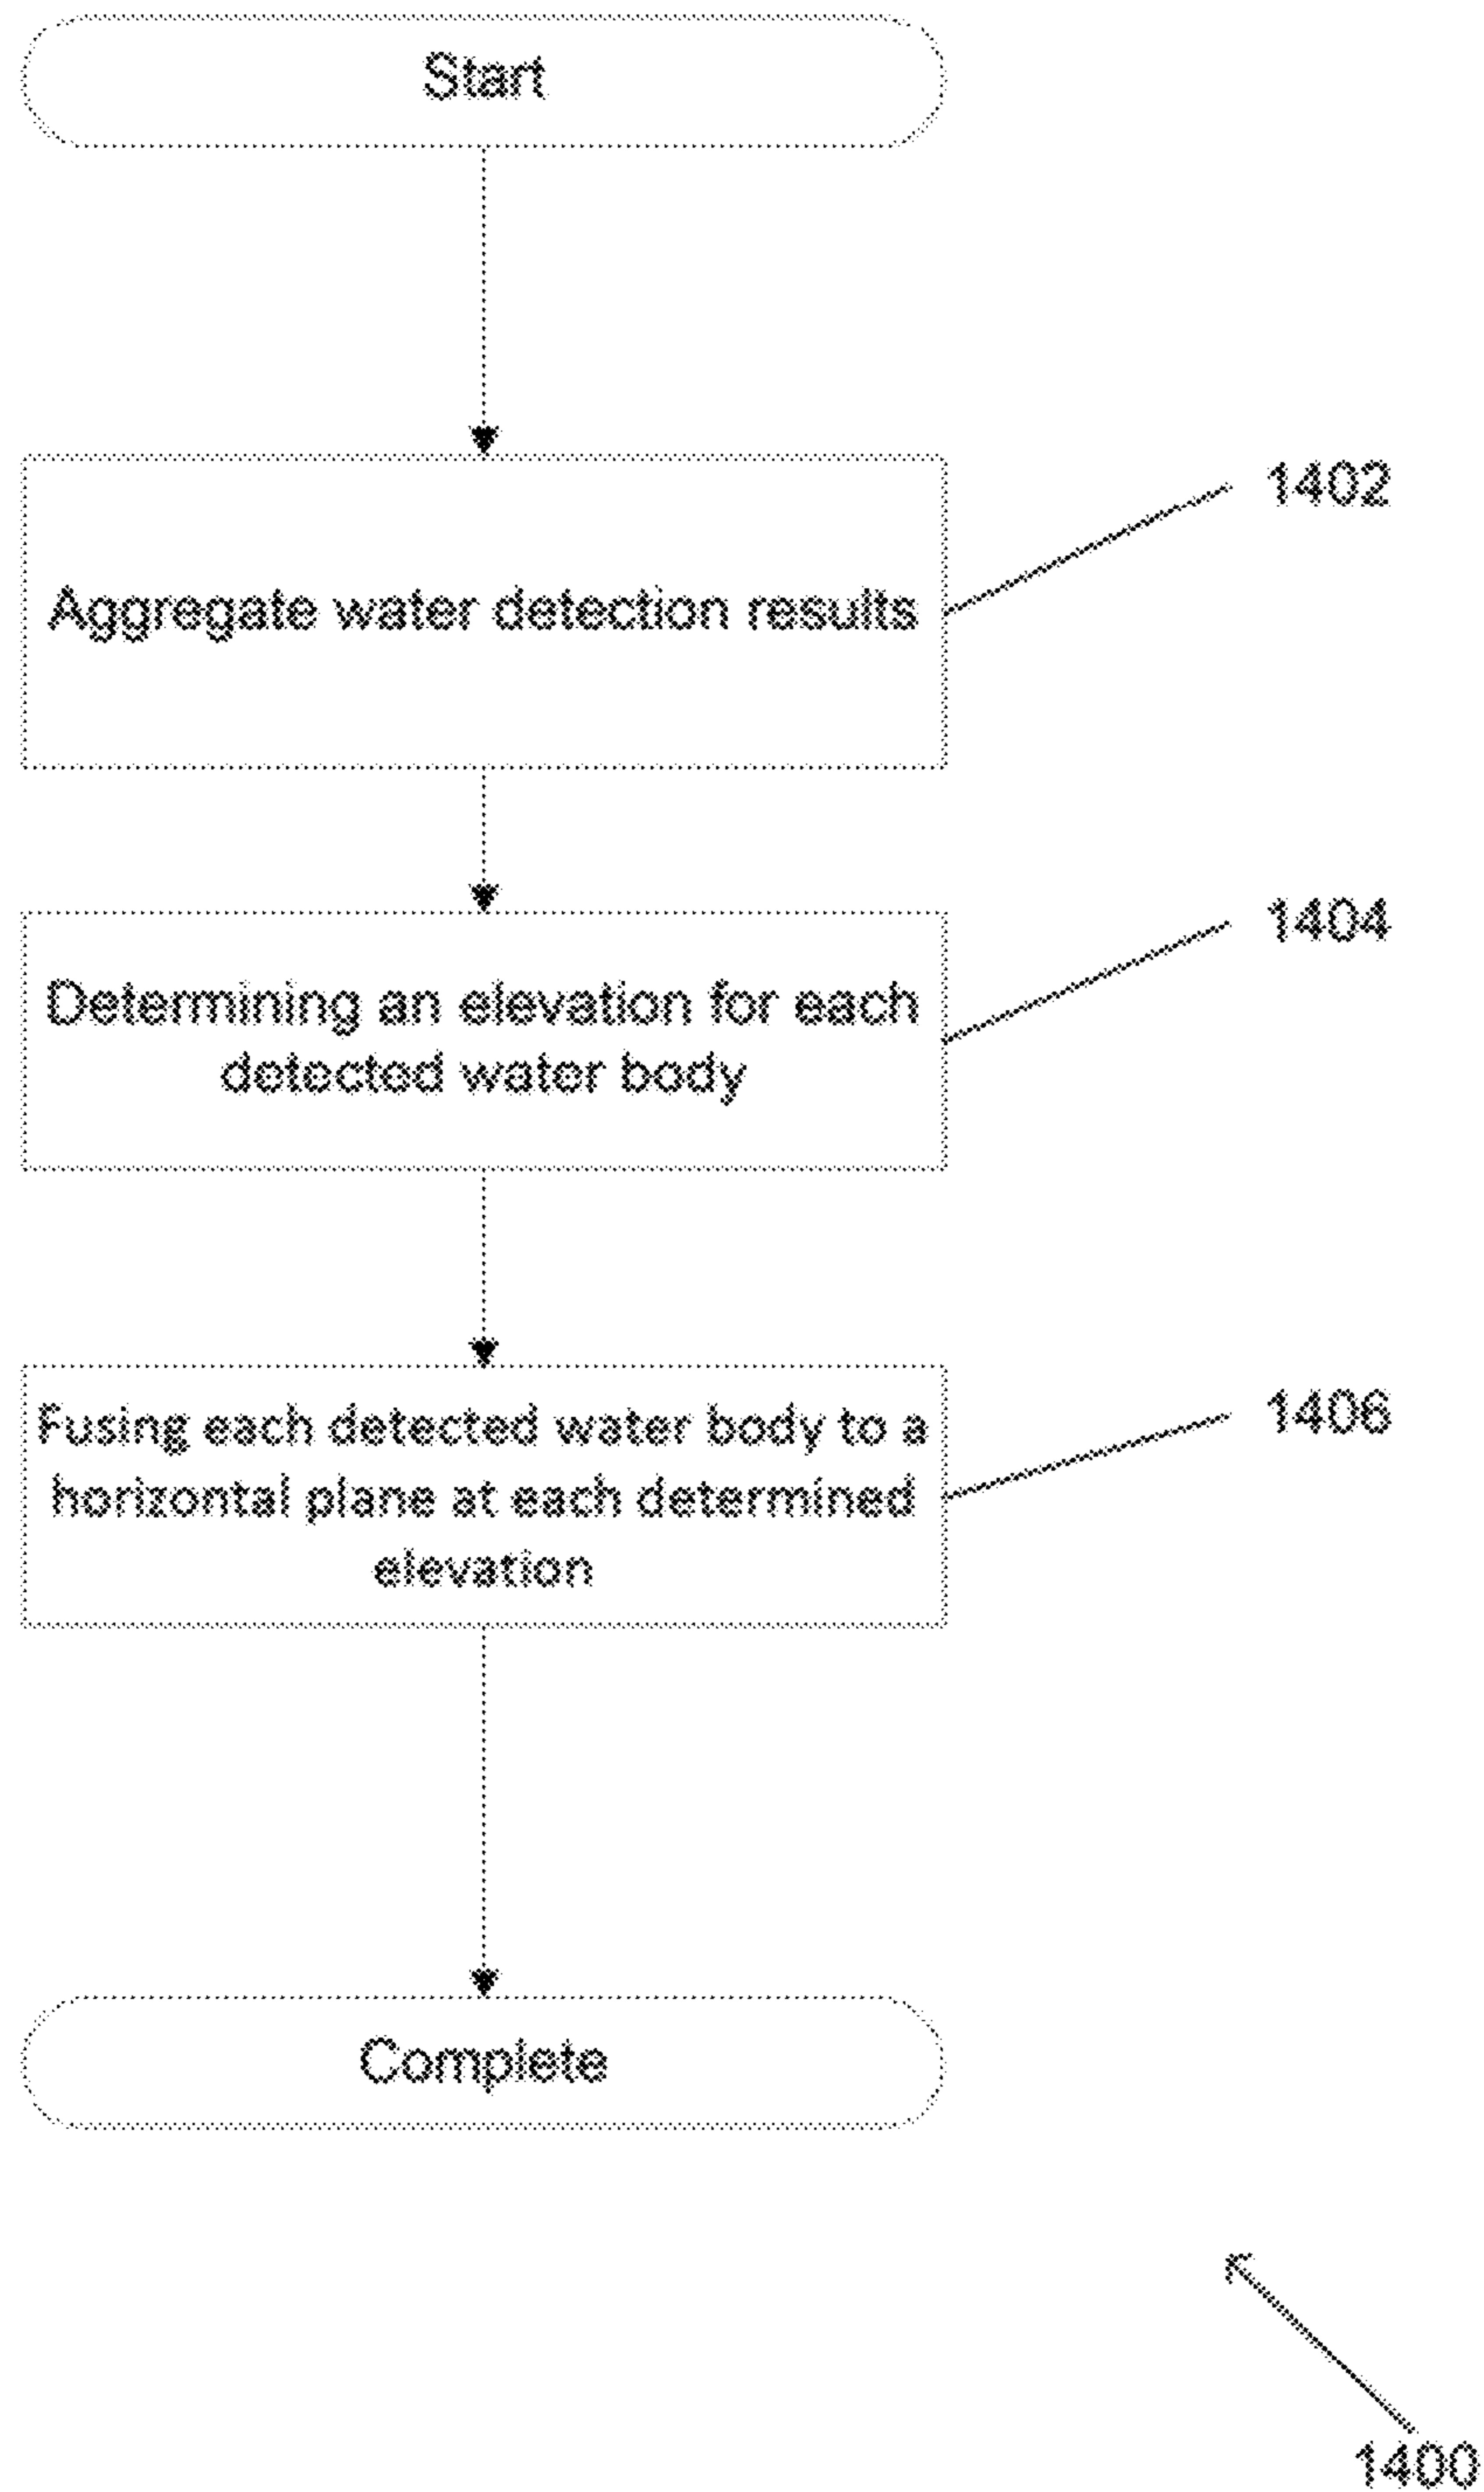 Start
Aggregate water detection results
1402
Determining an elevation for each
detected water body
1404
Fusing each detected water body to a
horizontal plane at each determined
elevation
1406
Complete
1400